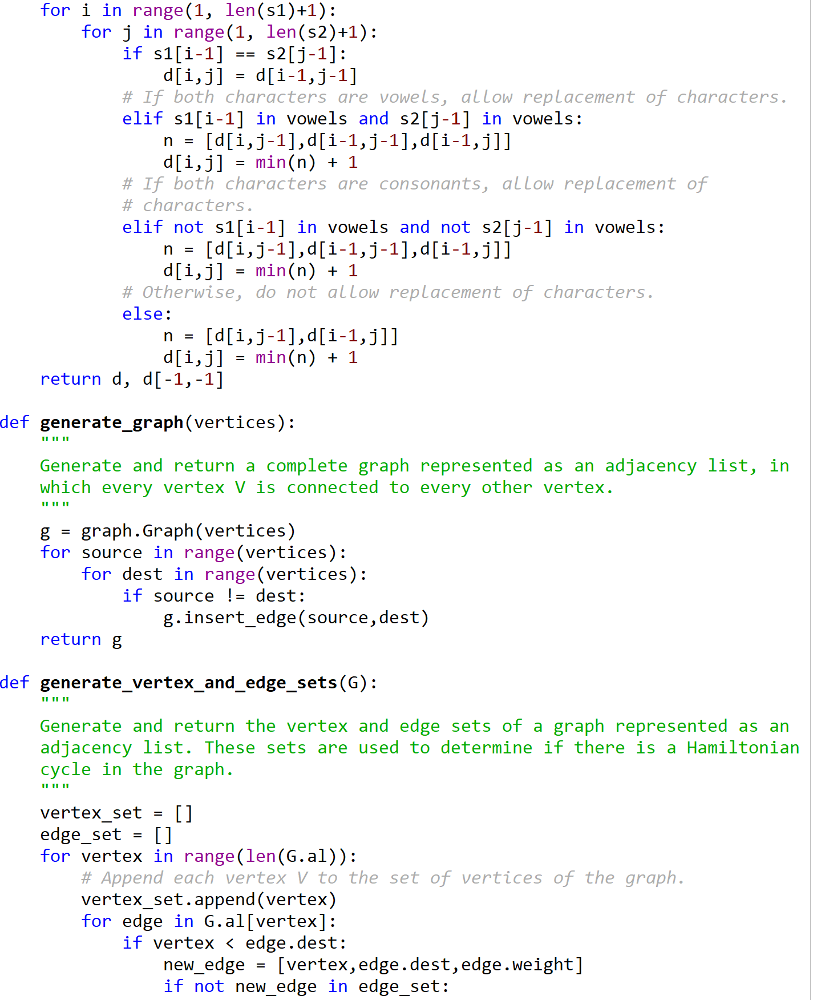 for i in range(1, len(s1)+1):
        for j in range(1, len(s2)+1):
            if s1[i-1] == s2[j-1]:
                d[i,j] = d[i-1,j-1]
            # If both characters are vowels, allow replacement of characters.
            elif s1[i-1] in vowels and s2[j-1] in vowels:
                n = [d[i,j-1],d[i-1,j-1],d[i-1,j]]
                d[i,j] = min(n) + 1
            # If both characters are consonants, allow replacement of
            # characters.
            elif not s1[i-1] in vowels and not s2[j-1] in vowels:
                n = [d[i,j-1],d[i-1,j-1],d[i-1,j]]
                d[i,j] = min(n) + 1
            # Otherwise, do not allow replacement of characters.
            else:
                n = [d[i,j-1],d[i-1,j]]
                d[i,j] = min(n) + 1
    return d, d[-1,-1]

def generate_graph(vertices):
    """
    Generate and return a complete graph represented as an adjacency list, in
    which every vertex V is connected to every other vertex.
    """
    g = graph.Graph(vertices)
    for source in range(vertices):
        for dest in range(vertices):
            if source != dest:
                g.insert_edge(source,dest)
    return g

def generate_vertex_and_edge_sets(G):
    """
    Generate and return the vertex and edge sets of a graph represented as an
    adjacency list. These sets are used to determine if there is a Hamiltonian
    cycle in the graph.
    """
    vertex_set = []
    edge_set = []
    for vertex in range(len(G.al)):
        # Append each vertex V to the set of vertices of the graph.
        vertex_set.append(vertex)
        for edge in G.al[vertex]:
            if vertex < edge.dest:
                new_edge = [vertex,edge.dest,edge.weight]
                if not new_edge in edge_set: